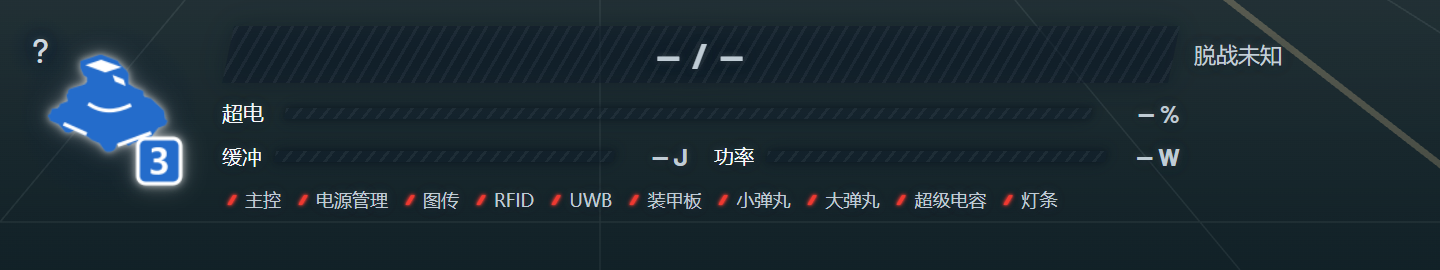 ?
– / –
脱战未知
3
超电 – %
缓冲 – J 功率 – W
主控 电源管理 图传 RFID UWB 装甲板 小弹丸 大弹丸 超级电容 灯条